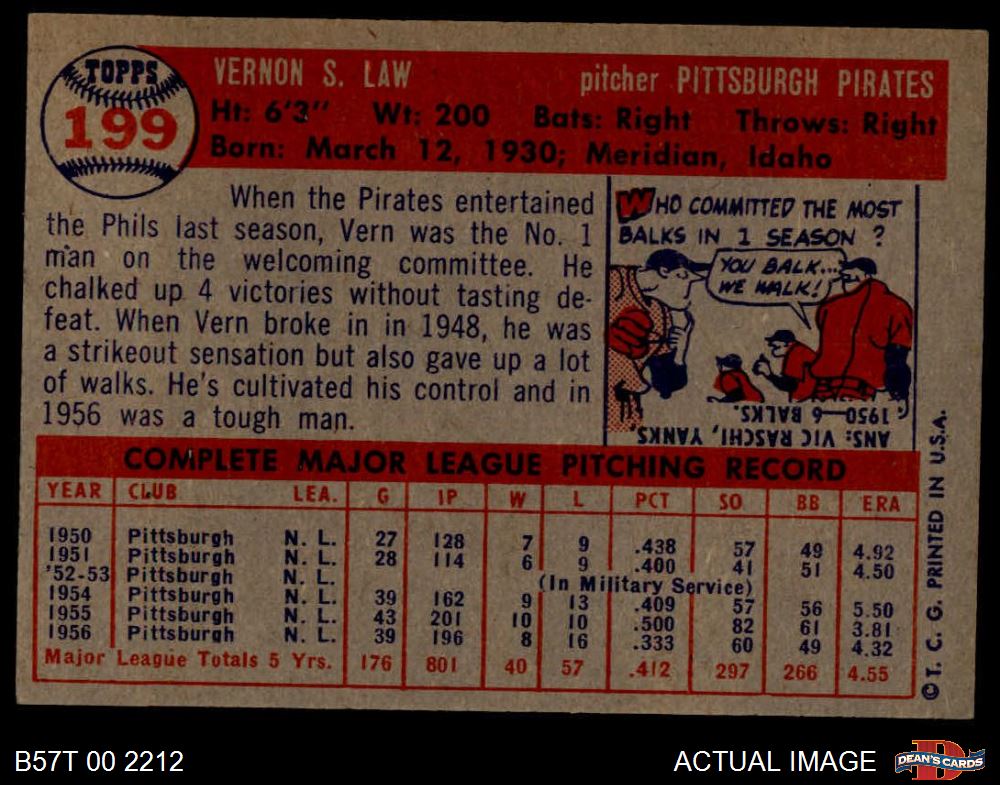 TOPPS
199
VERNON S. LAW pitcher PITTSBURGH PIRATES
Ht: 6'3" Wt: 200 Bats: Right Throws: Right
Born: March 12, 1930; Meridian, Idaho
When the Pirates entertained
the Phils last season, Vern was the No. 1
man on the welcoming committee. He
chalked up 4 victories without tasting de-
feat. When Vern broke in in 1948, he was
a strikeout sensation but also gave up a lot
of walks. He's cultivated his control and in
1956 was a tough man.
WHO COMMITTED THE MOST
BALKS IN 1 SEASON ?
YOU BALK...
WE WALK!
ANS: VIC RASCHI, YANKS,
1950-6 BALKS.
COMPLETE MAJOR LEAGUE PITCHING RECORD
YEAR CLUB LEA. G IP W L PCT SO BB ERA
1950 Pittsburgh N. L. 27 128 7 9 .438 57 49 4.92
1951 Pittsburgh N. L. 28 114 6 9 .400 41 51 4.50
'52-53 Pittsburgh N. L. (In Military Service)
1954 Pittsburgh N. L. 39 162 9 13 .409 57 56 5.50
1955 Pittsburgh N. L. 43 201 10 10 .500 82 61 3.81
1956 Pittsburgh N. L. 39 196 8 16 .333 60 49 4.32
Major League Totals 5 Yrs. 176 801 40 57 .412 297 266 4.55
© T. C. G. PRINTED IN U.S.A.
B57T 00 2212
ACTUAL IMAGE
DEAN'S CARDS